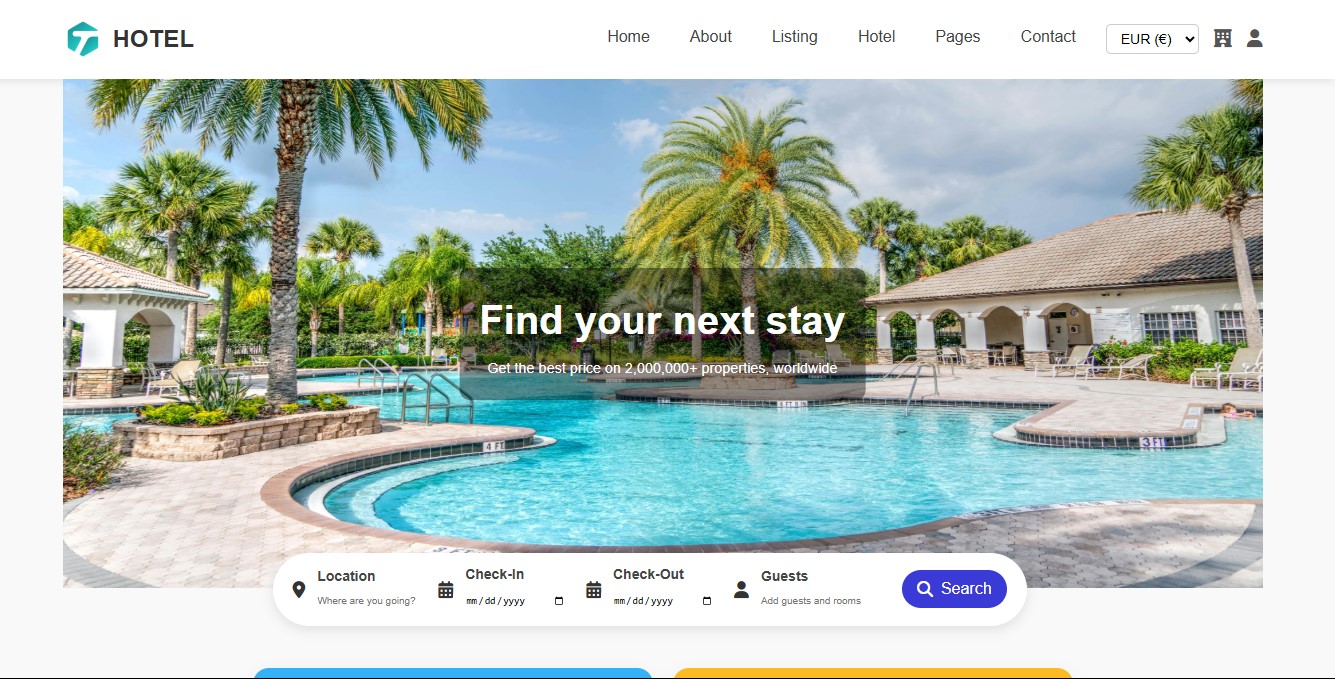 HOTEL
Home About Listing Hotel Pages Contact EUR (€)
Find your next stay
Get the best price on 2,000,000+ properties, worldwide
4 FT
3 FT
3 FT
Location Check-In Check-Out Guests
Where are you going? mm/dd/yyyy mm/dd/yyyy Add guests and rooms
Search